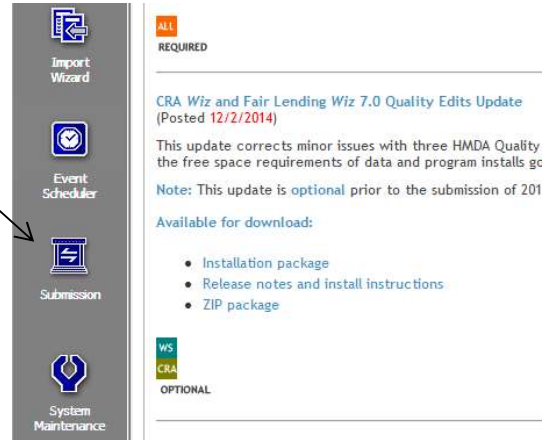 Import
Wizard
Event
Scheduler
Submission
System
Maintenance
ALL
REQUIRED
CRA Wiz and Fair Lending Wiz 7.0 Quality Edits Update
(Posted 12/2/2014)
This update corrects minor issues with three HMDA Quality
the free space requirements of data and program installs
Note: This update is optional prior to the submission of
Available for download:
• Installation package
• Release notes and install instructions
• ZIP package
WS
CRA
OPTIONAL